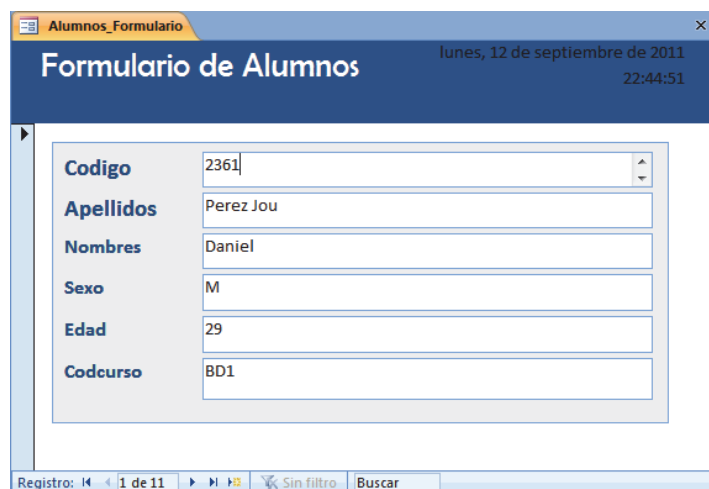 Alumnos_Formulario
Formulario de Alumnos
lunes, 12 de septiembre de 2011
22:44:51
Codigo 2361
Apellidos Perez Jou
Nombres Daniel
Sexo M
Edad 29
Codcurso BD1
Registro: 1 de 11 Sin filtro Buscar